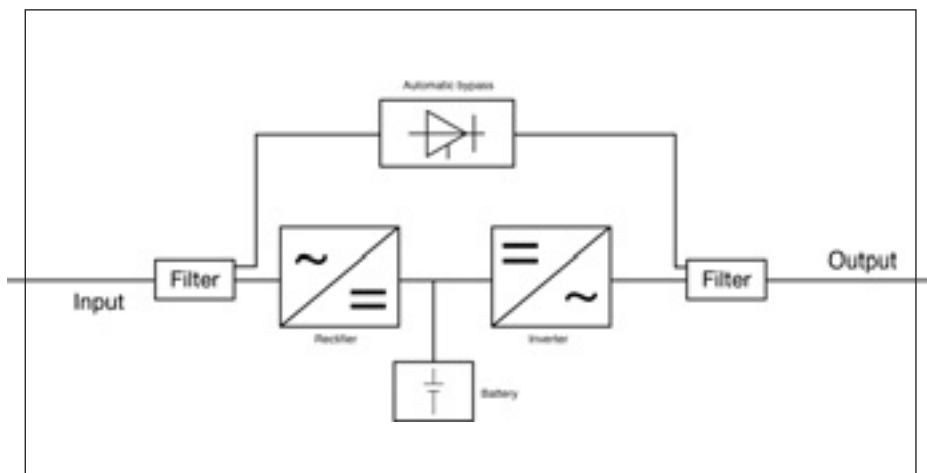 Automatic bypass
Filter
Input
Rectifier
Battery
Inverter
Filter
Output